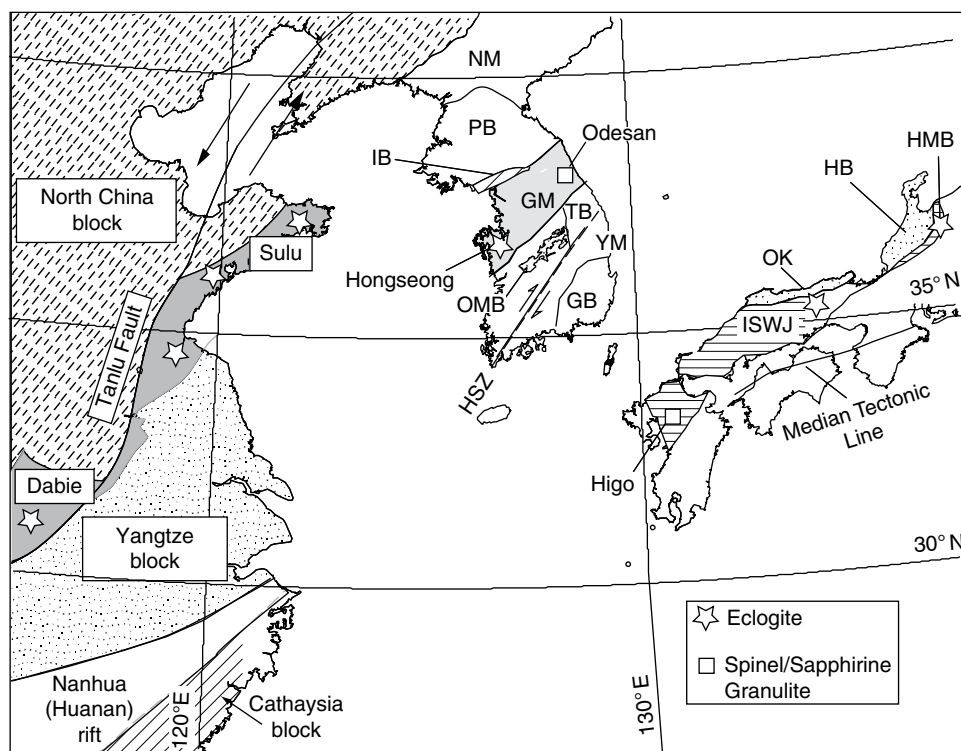 NM
PB
Odesan
HMB
IB
HB
North China
block
GM
TB
Sulu
YM
OK
Hongseong
35° N
OMB
GB
ISWJ
Tanlu Fault
HSZ
Median Tectonic
Line
Dabie
Higo
Yangtze
block
30° N
Eclogite
Spinel/Sapphirine
Granulite
Nanhua
(Huanan)
rift
120°E
Cathaysia
block
130°E